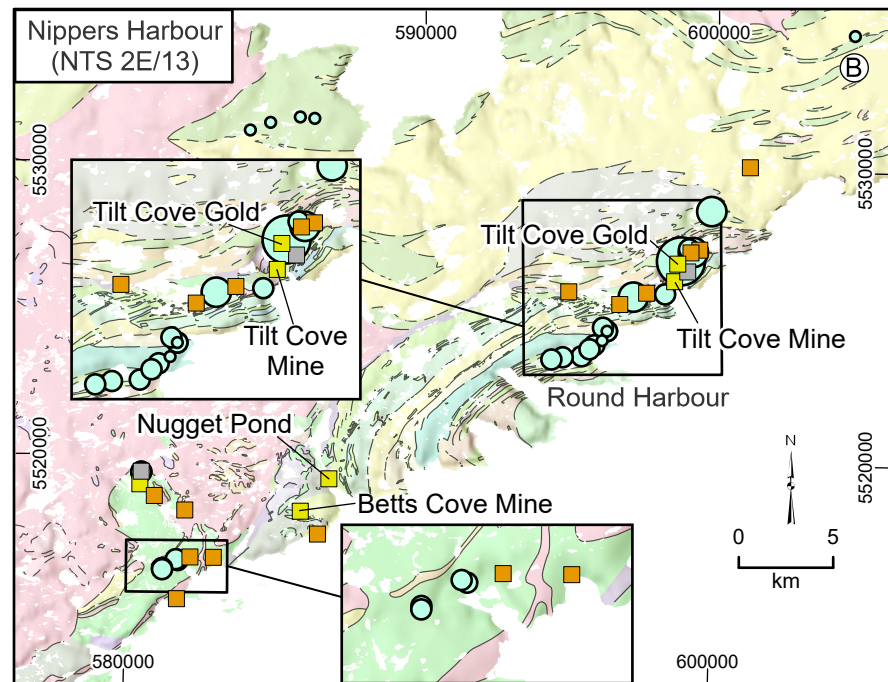 Nippers Harbour
(NTS 2E/13)
590000
600000
B
5530000
5530000
Tilt Cove Gold
Tilt Cove Gold
Tilt Cove
Mine
Tilt Cove Mine
Round Harbour
Nugget Pond
N
5520000
5520000
Betts Cove Mine
0
5
km
580000
600000